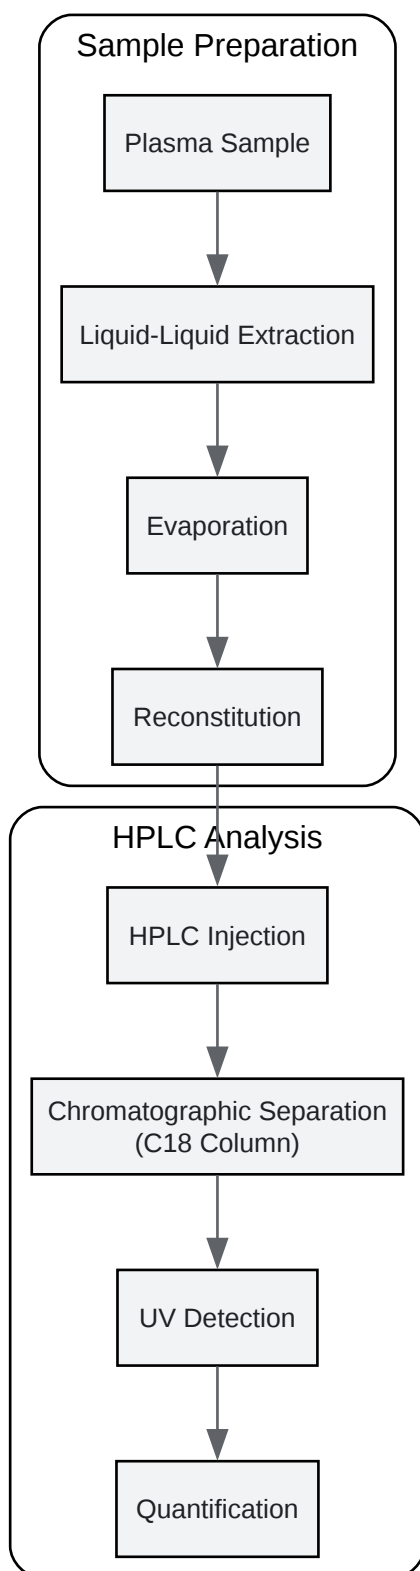 Sample Preparation
Plasma Sample
Liquid-Liquid Extraction
Evaporation
Reconstitution
HPLC Analysis
HPLC Injection
Chromatographic Separation
(C18 Column)
UV Detection
Quantification